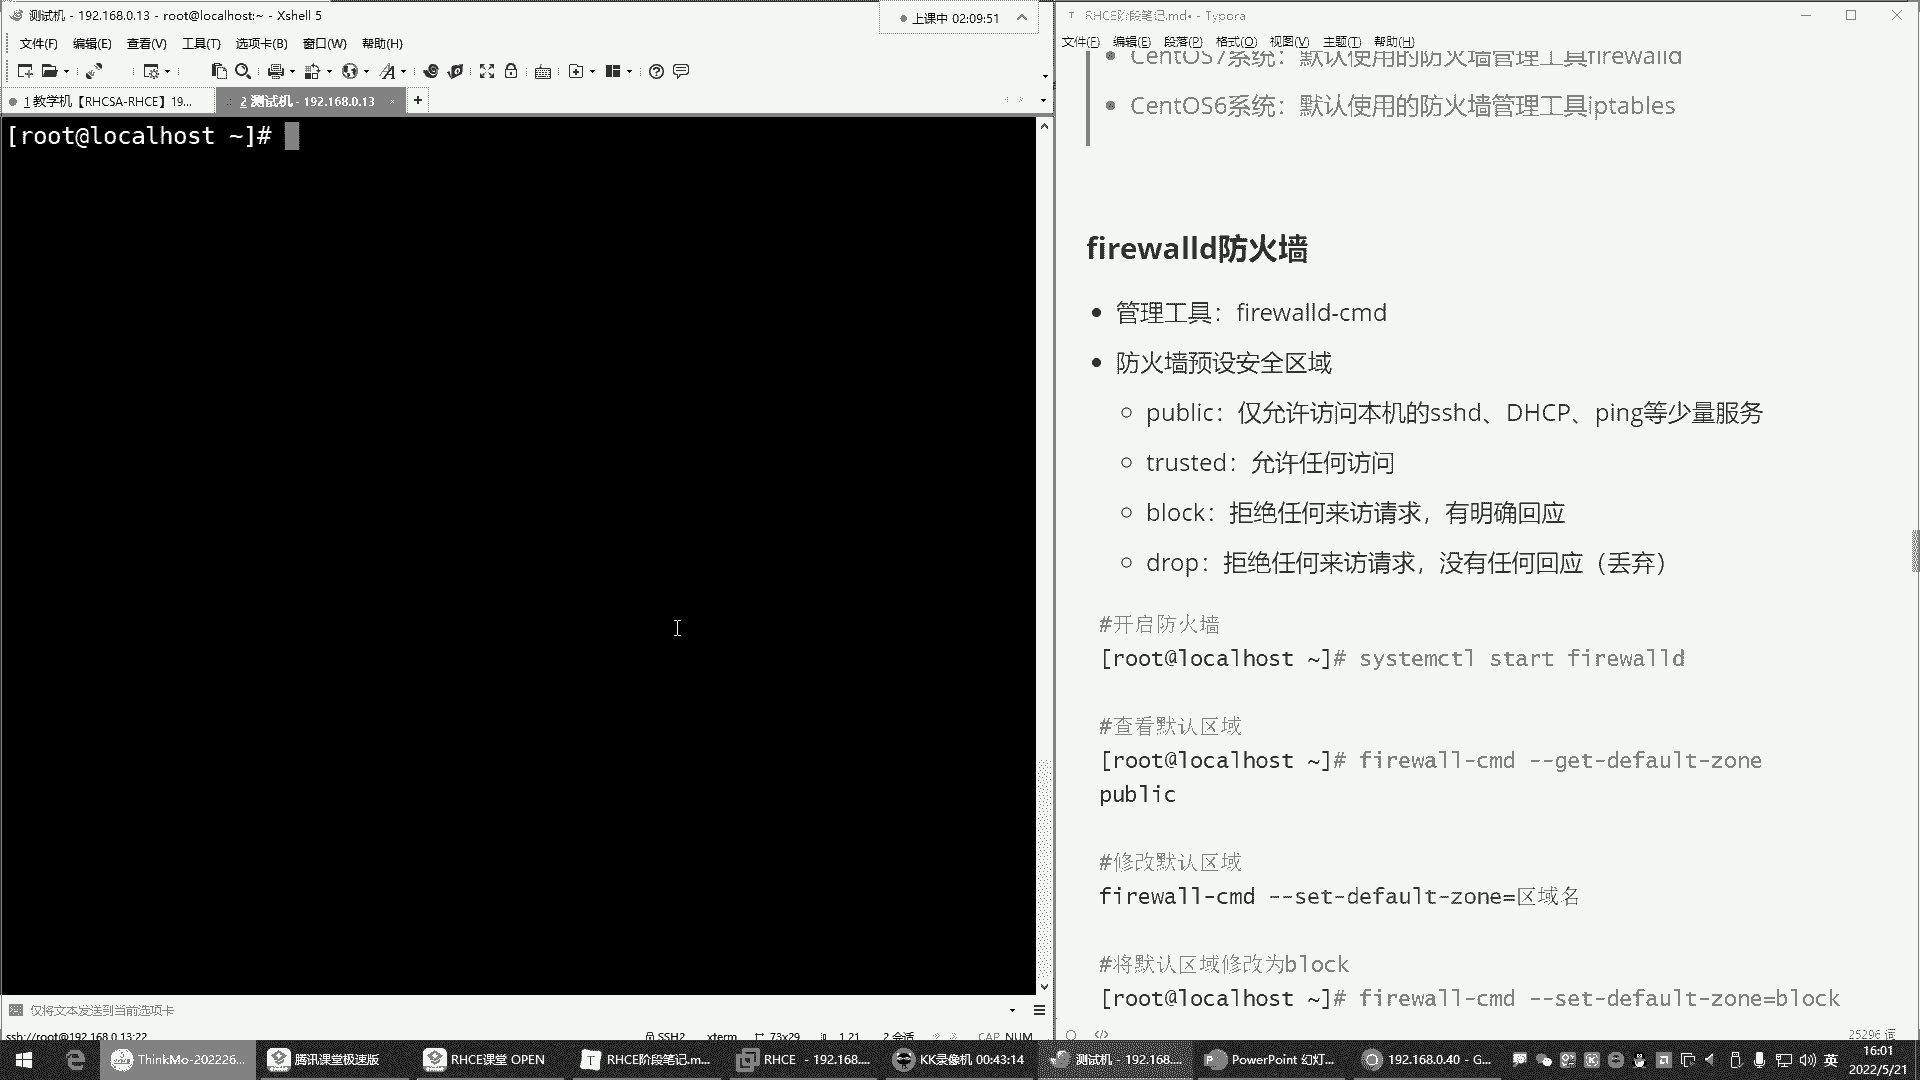 测试机 - 192.168.0.13 - root@localhost:~ - Xshell 5
上课中 02:09:51
文件(F) 编辑(E) 查看(V) 工具(T) 选项卡(B) 窗口(W) 帮助(H)
1 教学机【RHCSA-RHCE】19...
2 测试机 - 192.168.0.13
[root@localhost ~]#
仅将文本发送到当前选项卡
ssh://root@192.168.0.13:22
SSH2 xterm 73x29 1,21 2 会话 CAP NUM
RHCE阶段笔记.md• - Typora
文件(F) 编辑(E) 段落(P) 格式(O) 视图(V) 主题(T) 帮助(H)
CentOS7系统：默认使用的防火墙管理工具firewalld
CentOS6系统：默认使用的防火墙管理工具iptables
firewalld防火墙
管理工具：firewalld-cmd
防火墙预设安全区域
public：仅允许访问本机的sshd、DHCP、ping等少量服务
trusted：允许任何访问
block：拒绝任何来访请求，有明确回应
drop：拒绝任何来访请求，没有任何回应（丢弃）
#开启防火墙
[root@localhost ~]# systemctl start firewalld
#查看默认区域
[root@localhost ~]# firewall-cmd --get-default-zone
public
#修改默认区域
firewall-cmd --set-default-zone=区域名
#将默认区域修改为block
[root@localhost ~]# firewall-cmd --set-default-zone=block
25296 词
ThinkMo-202226...
腾讯课堂极速版
RHCE课堂 OPEN
RHCE阶段笔记.m...
RHCE - 192.168....
KK录像机 00:43:14
测试机 - 192.168....
PowerPoint 幻灯...
192.168.0.40 - G...
英
16:01
2022/5/21